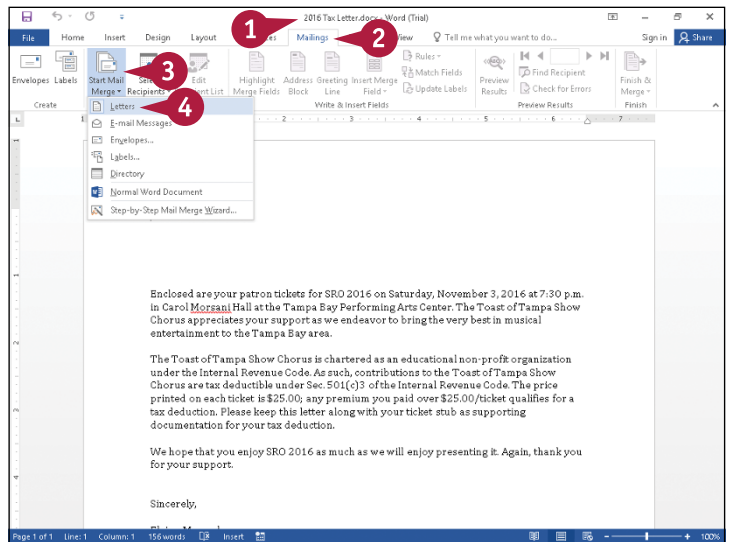 2016 Tax Letter.docx - Word (Trial)
1
File Home Insert Design Layout Mailings View Tell me what you want to do... Sign in Share
2
Envelopes Labels Start Mail Merge Recipients Edit Highlight Merge Fields Address Block Greeting Line Insert Merge Field Rules Match Fields Update Labels Preview Results Find Recipient Check for Errors Finish & Merge
3
Create Write & Insert Fields Preview Results Finish
Letters
4
E-mail Messages
Envelopes...
Labels...
Directory
Normal Word Document
Step-by-Step Mail Merge Wizard...
1 2 3 4 5 6 7
Enclosed are your patron tickets for SRO 2016 on Saturday, November 3, 2016 at 7:30 p.m.
in Carol Morsani Hall at the Tampa Bay Performing Arts Center. The Toast of Tampa Show
Chorus appreciates your support as we endeavor to bring the very best in musical
entertainment to the Tampa Bay area.
The Toast of Tampa Show Chorus is chartered as an educational non-profit organization
under the Internal Revenue Code. As such, contributions to the Toast of Tampa Show
Chorus are tax deductible under Sec. 501(c)3 of the Internal Revenue Code. The price
printed on each ticket is $25.00; any premium you paid over $25.00/ticket qualifies for a
tax deduction. Please keep this letter along with your ticket stub as supporting
documentation for your tax deduction.
We hope that you enjoy SRO 2016 as much as we will enjoy presenting it. Again, thank you
for your support.
Sincerely,
Page 1 of 1 Line: 1 Column: 1 156 words Insert 100%